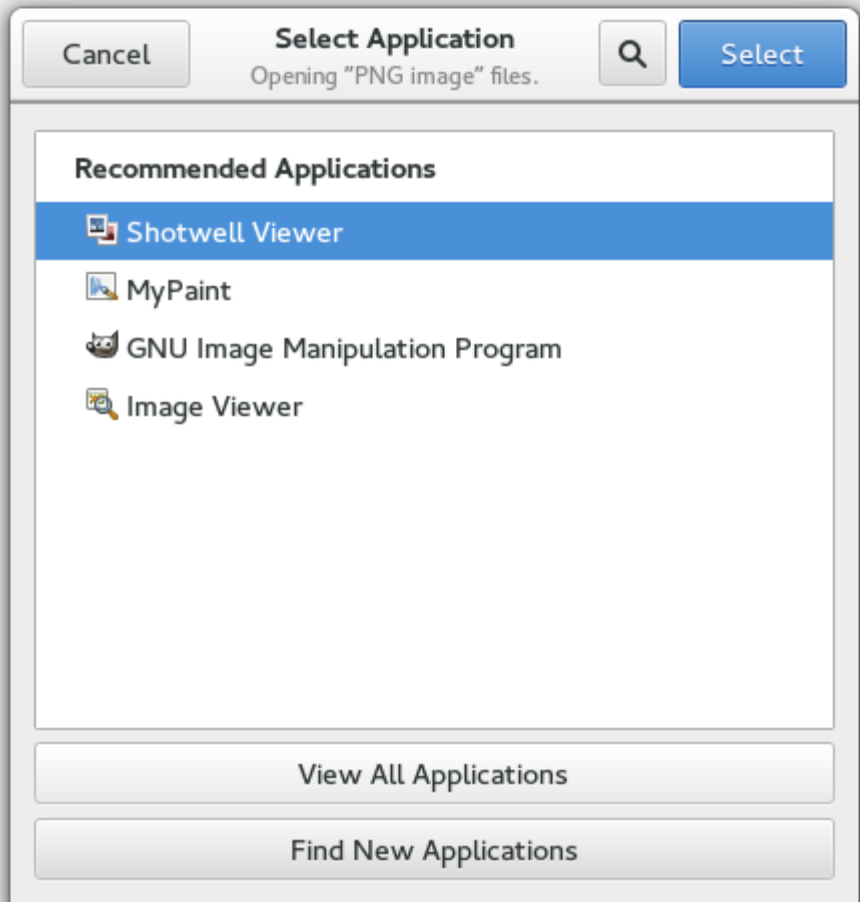 Cancel
Select Application
Opening “PNG image” files.
Select
Recommended Applications
Shotwell Viewer
MyPaint
GNU Image Manipulation Program
Image Viewer
View All Applications
Find New Applications